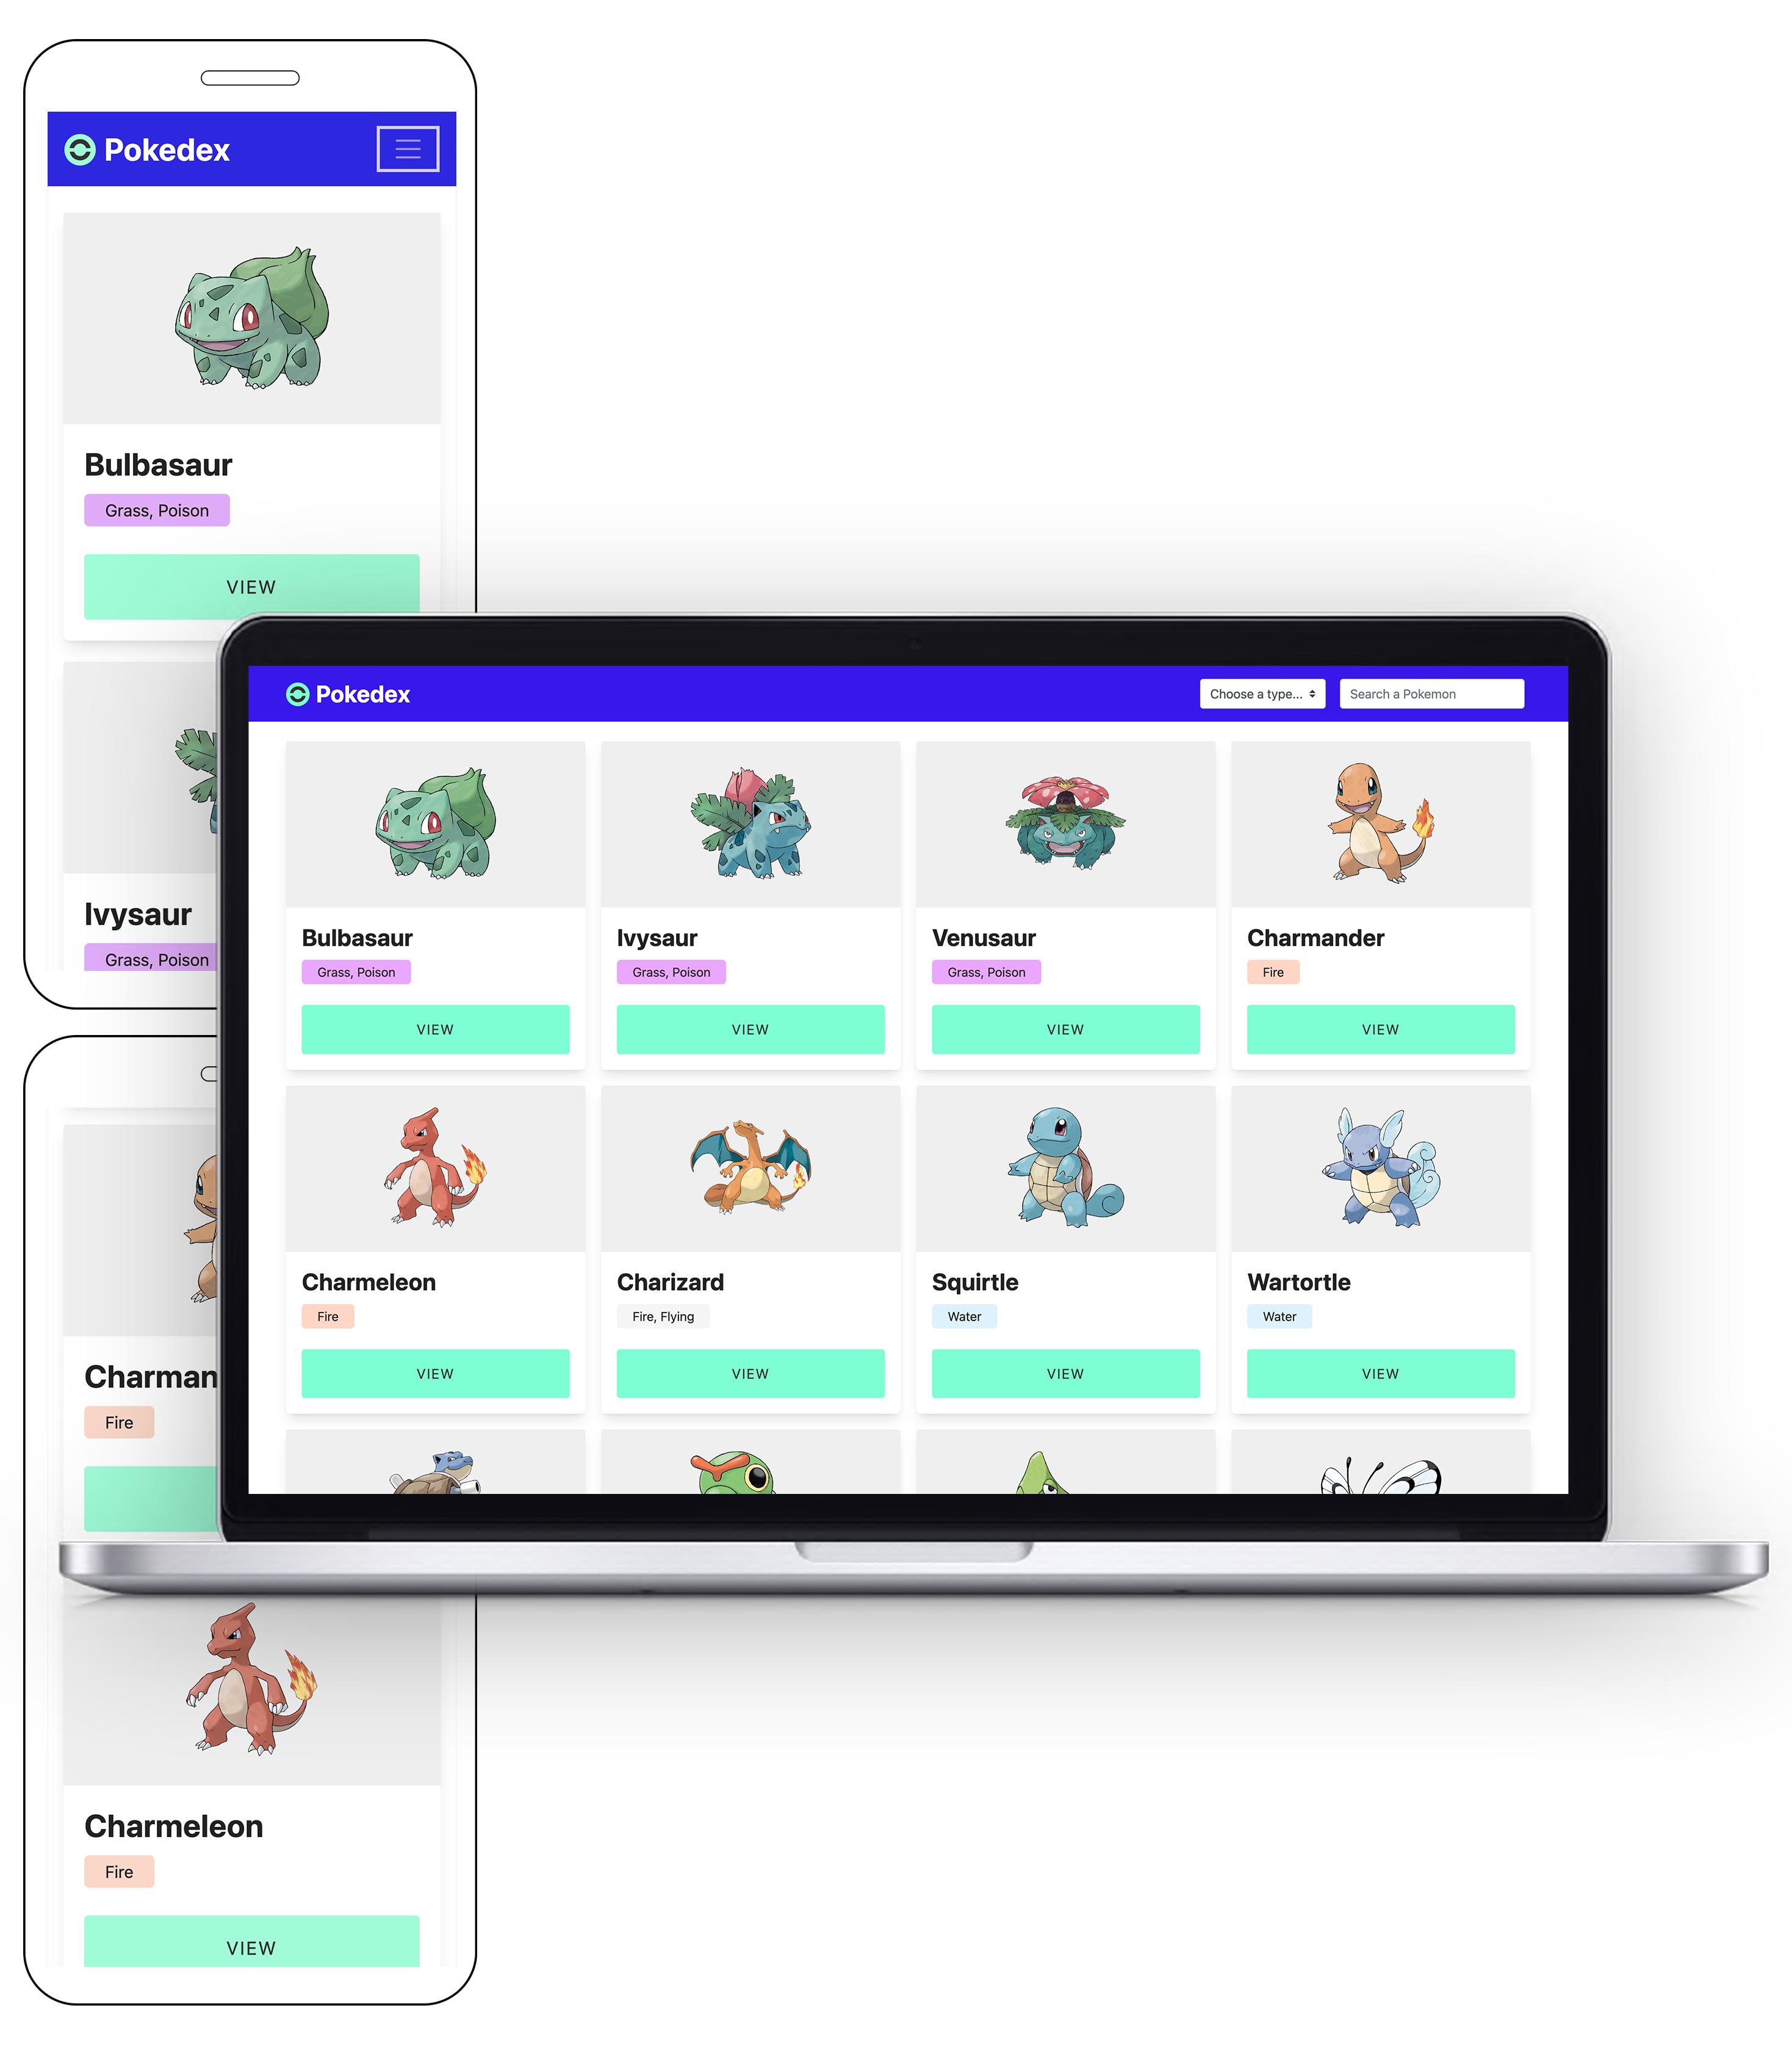 Pokedex
Bulbasaur
Grass, Poison
VIEW
Ivysaur
Grass, Poison
Pokedex
Choose a type...
Search a Pokemon
Bulbasaur
Ivysaur
Venusaur
Charmander
Grass, Poison
Grass, Poison
Grass, Poison
Fire
VIEW
VIEW
VIEW
VIEW
Charmeleon
Charizard
Squirtle
Wartortle
Fire
Fire, Flying
Water
Water
VIEW
VIEW
VIEW
VIEW
Charman
Fire
Charmeleon
Fire
VIEW